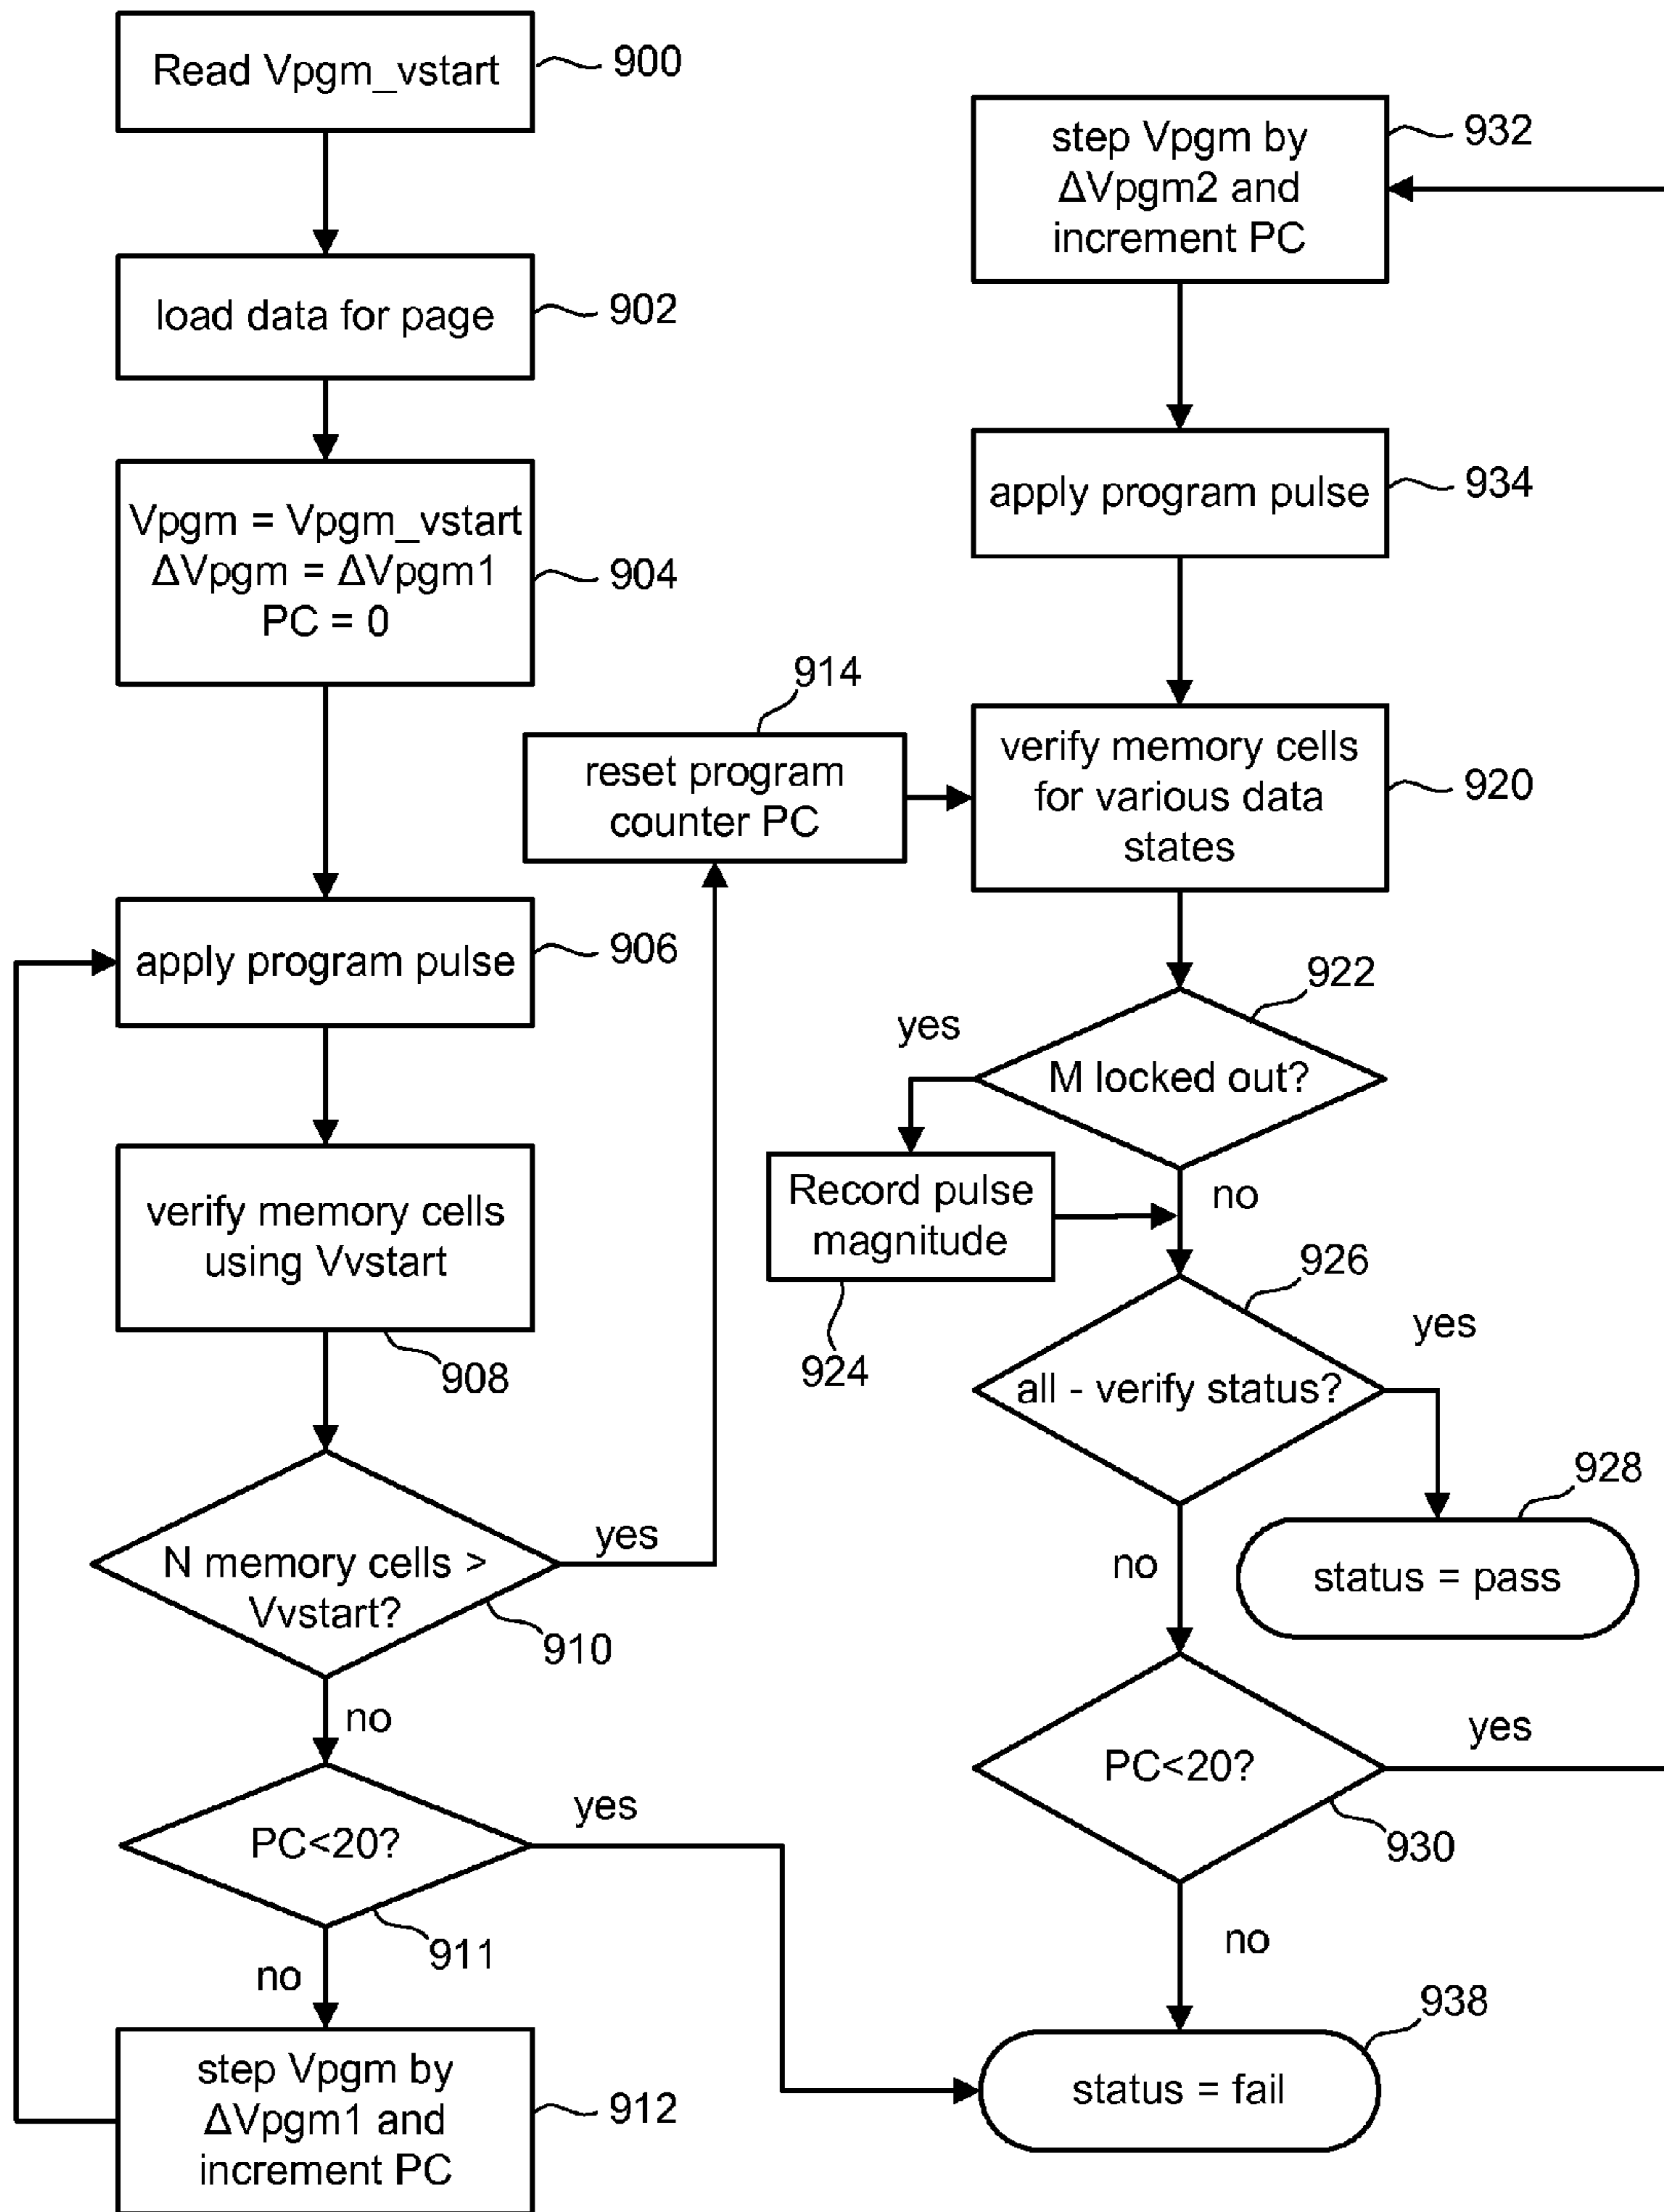 Read Vpgm_vstart
900
load data for page
902
Vpgm = Vpgm_vstart
ΔVpgm = ΔVpgm1
PC = 0
904
apply program pulse
906
verify memory cells
using Vvstart
908
N memory cells >
Vvstart?
910
yes
no
PC<20?
911
yes
no
step Vpgm by
ΔVpgm1 and
increment PC
912
914
reset program
counter PC
step Vpgm by
ΔVpgm2 and
increment PC
932
apply program pulse
934
verify memory cells
for various data
states
920
922
yes
M locked out?
no
Record pulse
magnitude
924
926
all - verify status?
yes
928
status = pass
no
PC<20?
yes
930
no
938
status = fail